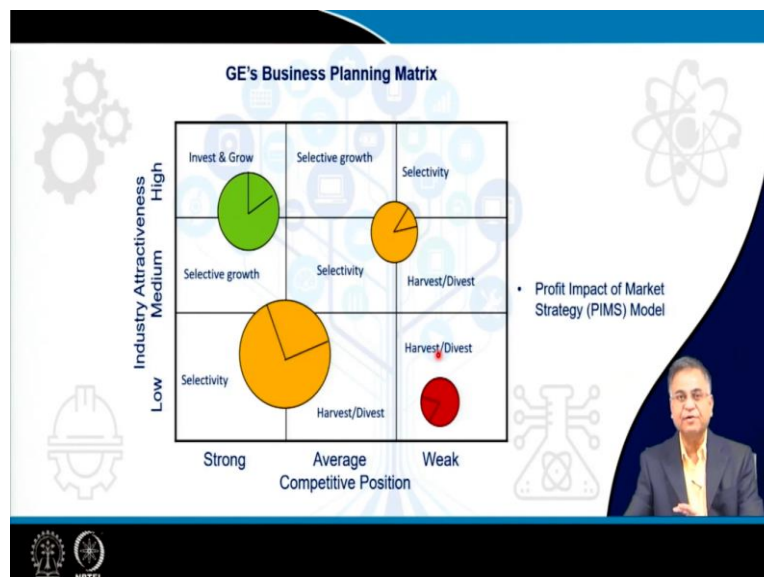 GE's Business Planning Matrix
Industry Attractiveness
High
Medium
Low
Invest & Grow
Selective growth
Selectivity
Selective growth
Selectivity
Harvest/Divest
Selectivity
Harvest/Divest
Harvest/Divest
Strong
Average
Weak
Competitive Position
• Profit Impact of Market
Strategy (PIMS) Model
NPTEL